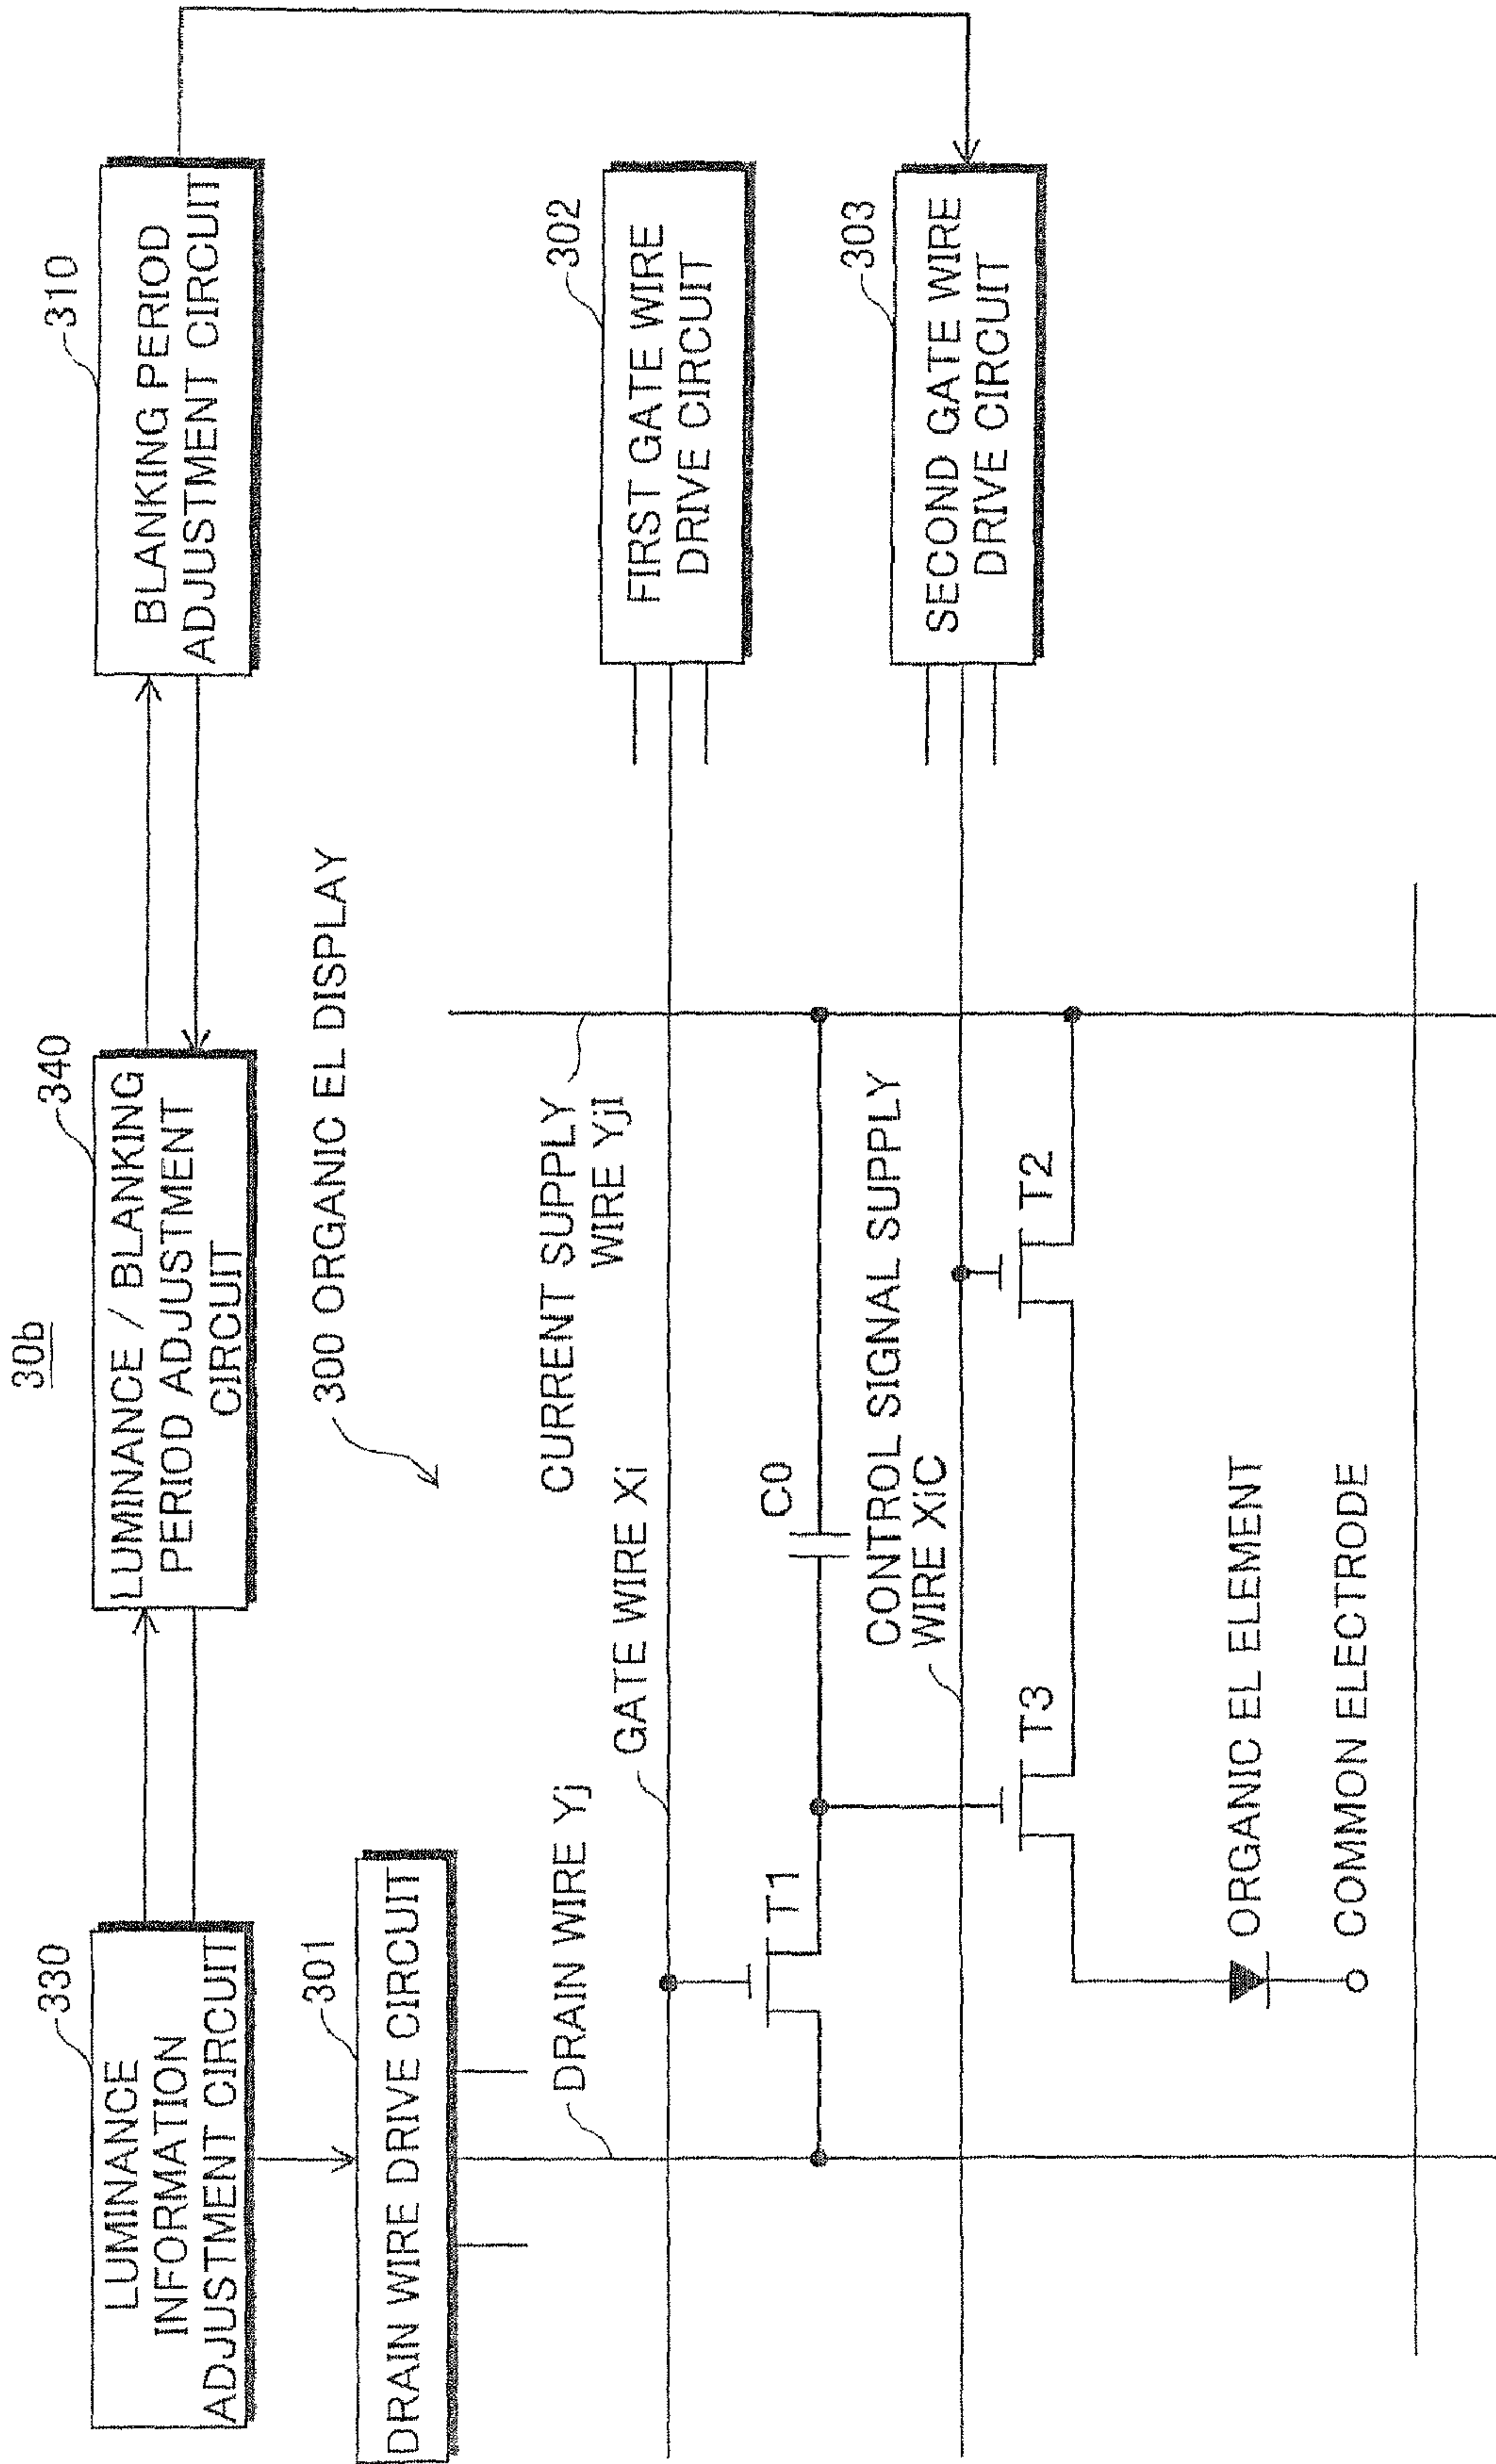 30b
330
LUMINANCE
INFORMATION
ADJUSTMENT CIRCUIT
340
LUMINANCE / BLANKING
PERIOD ADJUSTMENT
CIRCUIT
310
BLANKING PERIOD
ADJUSTMENT CIRCUIT
301
DRAIN WIRE DRIVE CIRCUIT
300 ORGANIC EL DISPLAY
DRAIN WIRE Yj
GATE WIRE Xi
CURRENT SUPPLY
WIRE YjI
302
FIRST GATE WIRE
DRIVE CIRCUIT
T1
C0
CONTROL SIGNAL SUPPLY
WIRE XiC
303
SECOND GATE WIRE
DRIVE CIRCUIT
T3
T2
ORGANIC EL ELEMENT
COMMON ELECTRODE